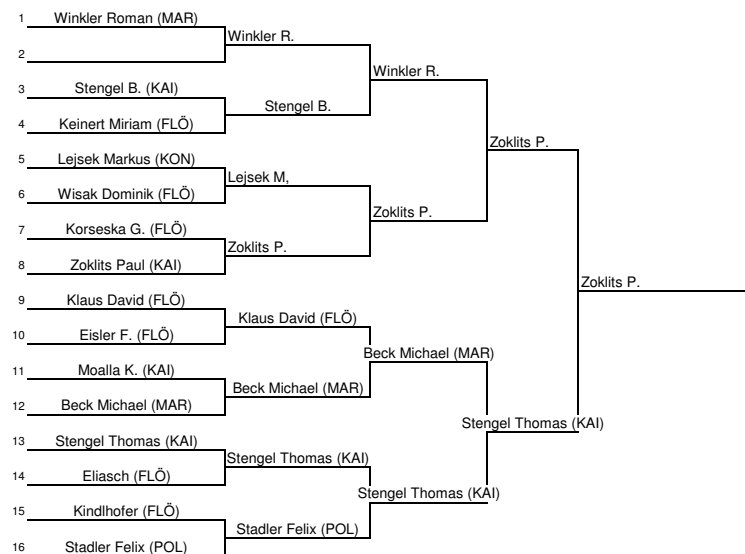 1 Winkler Roman (MAR)
Winkler R.
2
Winkler R.
3 Stengel B. (KAI)
Stengel B.
4 Keinert Miriam (FLÖ)
Zoklits P.
5 Lejsek Markus (KON)
Lejsek M,
6 Wisak Dominik (FLÖ)
Zoklits P.
7 Korseska G. (FLÖ)
Zoklits P.
8 Zoklits Paul (KAI)
Zoklits P.
9 Klaus David (FLÖ)
Klaus David (FLÖ)
10 Eisler F. (FLÖ)
Beck Michael (MAR)
11 Moalla K. (KAI)
Beck Michael (MAR)
12 Beck Michael (MAR)
Stengel Thomas (KAI)
13 Stengel Thomas (KAI)
Stengel Thomas (KAI)
14 Eliasch (FLÖ)
Stengel Thomas (KAI)
15 Kindlhofer (FLÖ)
Stadler Felix (POL)
16 Stadler Felix (POL)